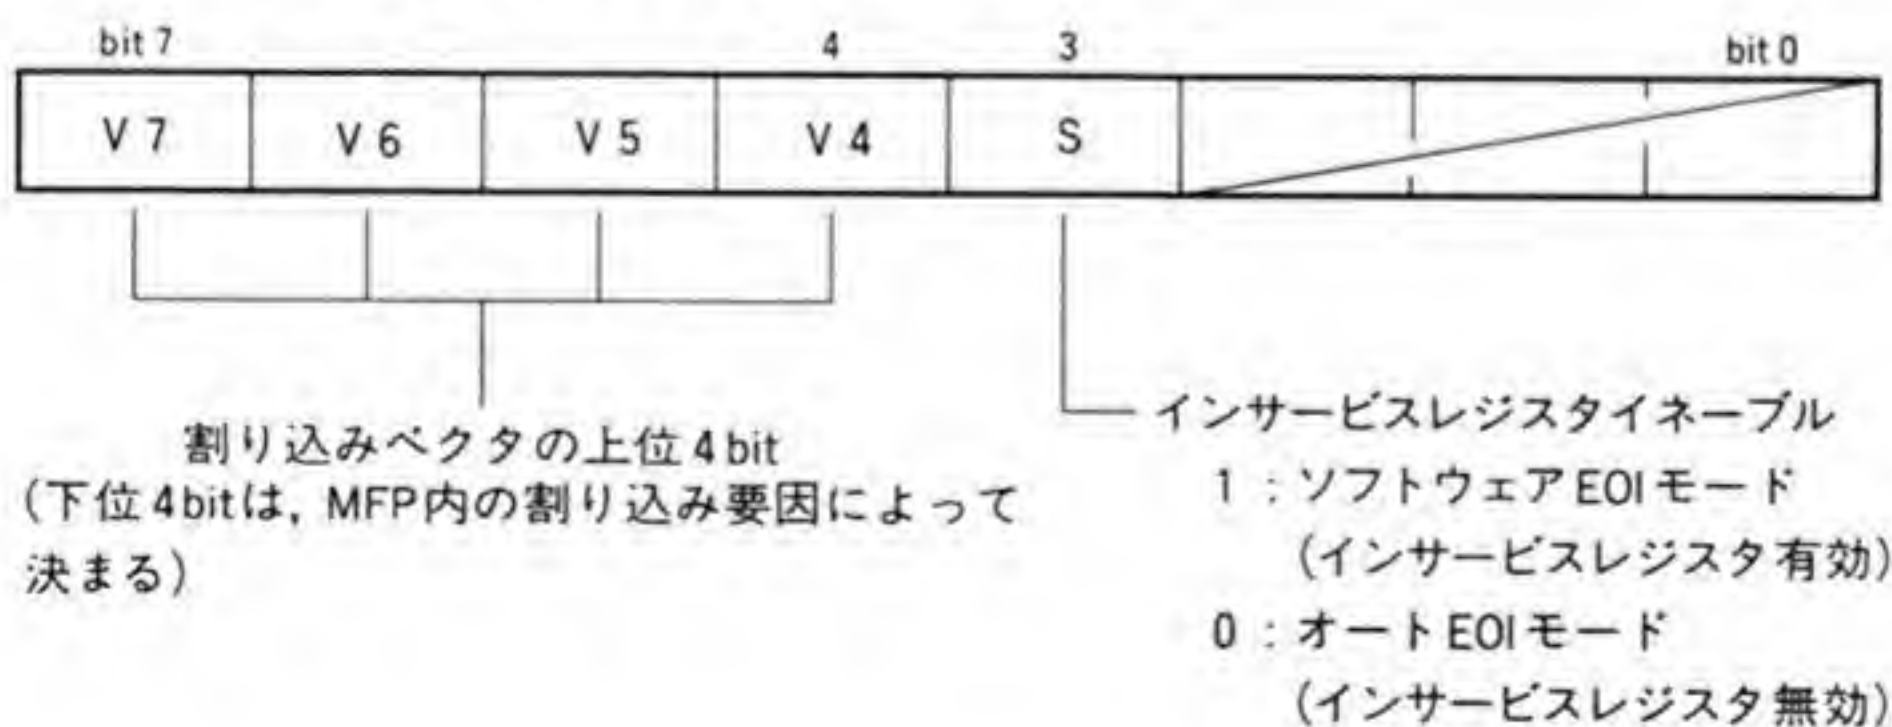 bit 7 4 3 bit 0
V 7 V 6 V 5 V 4 S
割り込みベクタの上位4bit
(下位4bitは, MFP内の割り込み要因によって
決まる)
インサービスレジスタイネーブル
1 : ソフトウェアEOIモード
(インサービスレジスタ有効)
0 : オートEOIモード
(インサービスレジスタ無効)